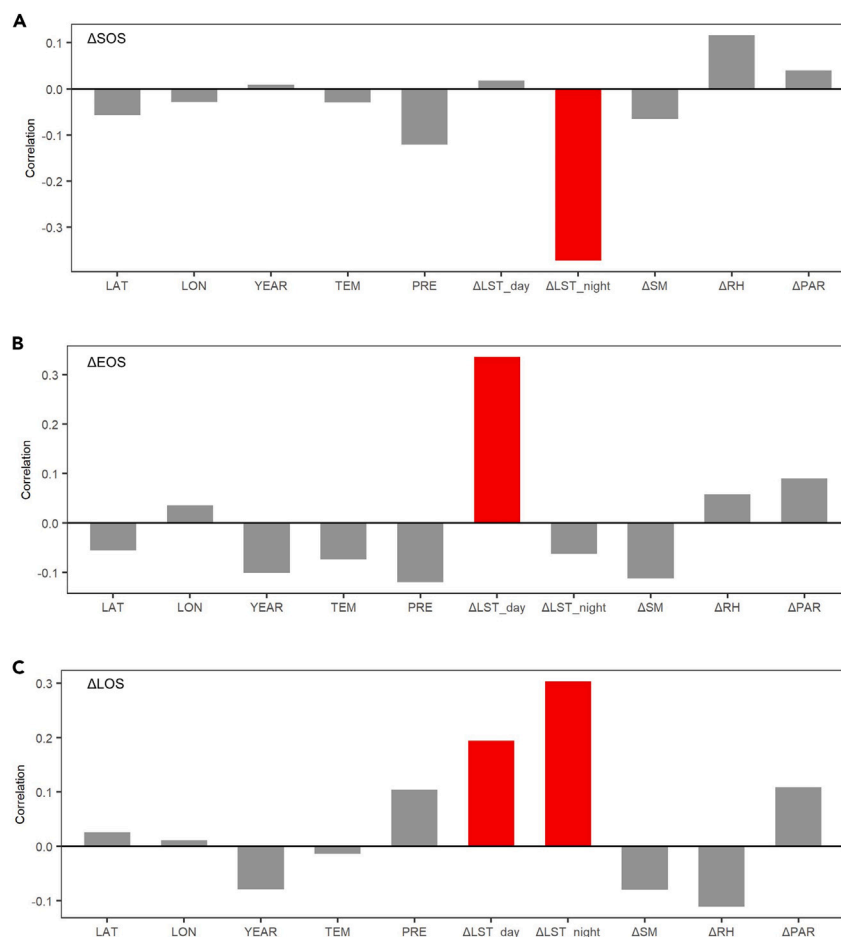 A
ΔSOS
0.1
0.0
-0.1
-0.2
-0.3
Correlation
LAT LON YEAR TEM PRE ΔLST_day ΔLST_night ΔSM ΔRH ΔPAR
B
ΔEOS
0.3
0.2
0.1
0.0
-0.1
Correlation
LAT LON YEAR TEM PRE ΔLST_day ΔLST_night ΔSM ΔRH ΔPAR
C
ΔLOS
0.3
0.2
0.1
0.0
-0.1
Correlation
LAT LON YEAR TEM PRE ΔLST_day ΔLST_night ΔSM ΔRH ΔPAR